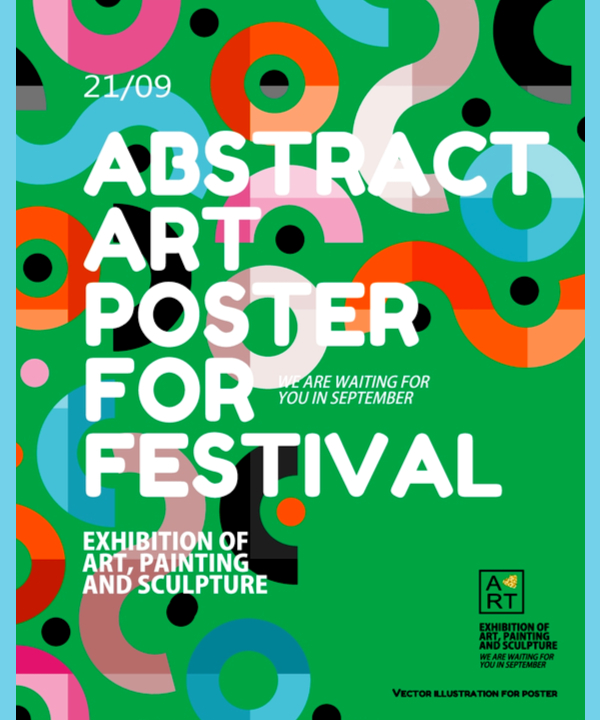 21/09
ABSTRACT
ART
POSTER
FOR
WE ARE WAITING FOR
YOU IN SEPTEMBER
FESTIVAL
EXHIBITION OF
ART, PAINTING
AND SCULPTURE
A
RT
EXHIBITION OF
ART, PAINTING
AND SCULPTURE
WE ARE WAITING FOR
YOU IN SEPTEMBER
VECTOR ILLUSTRATION FOR POSTER